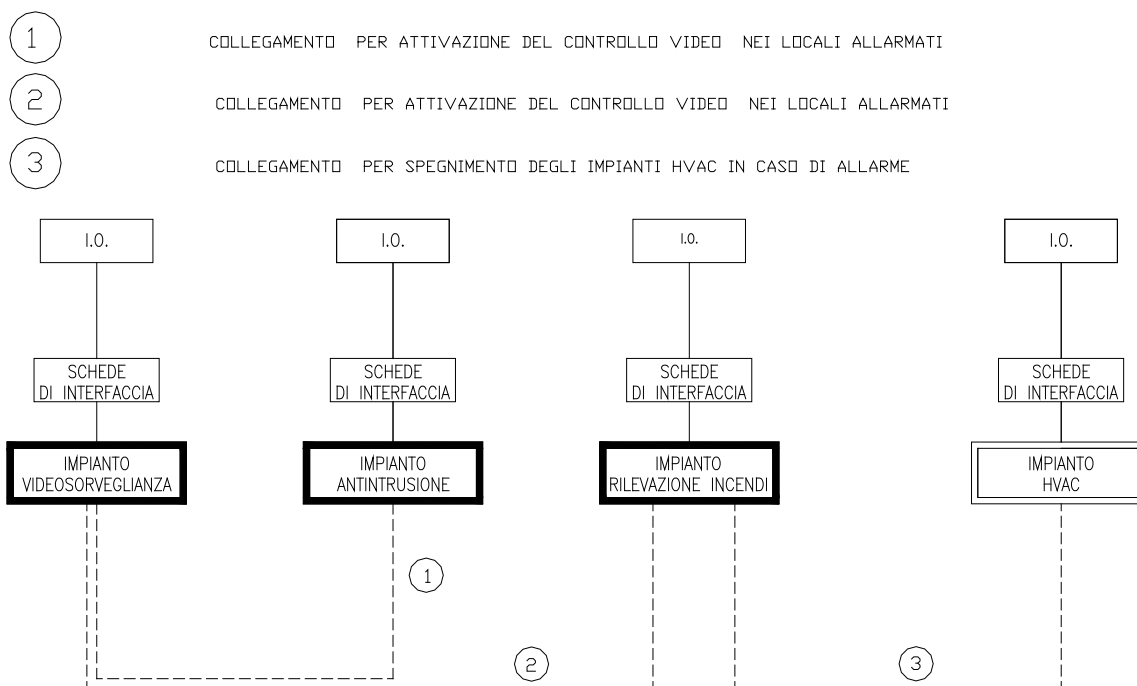 1 COLLEGAMENTO PER ATTIVAZIONE DEL CONTROLLO VIDEO NEI LOCALI ALLARMATI
2 COLLEGAMENTO PER ATTIVAZIONE DEL CONTROLLO VIDEO NEI LOCALI ALLARMATI
3 COLLEGAMENTO PER SPEGNIMENTO DEGLI IMPIANTI HVAC IN CASO DI ALLARME
I.O.
I.O.
I.O.
I.O.
SCHEDE
DI INTERFACCIA
SCHEDE
DI INTERFACCIA
SCHEDE
DI INTERFACCIA
SCHEDE
DI INTERFACCIA
IMPIANTO
VIDEOSORVEGLIANZA
IMPIANTO
ANTINTRUSIONE
IMPIANTO
RILEVAZIONE INCENDI
IMPIANTO
HVAC
1
2
3